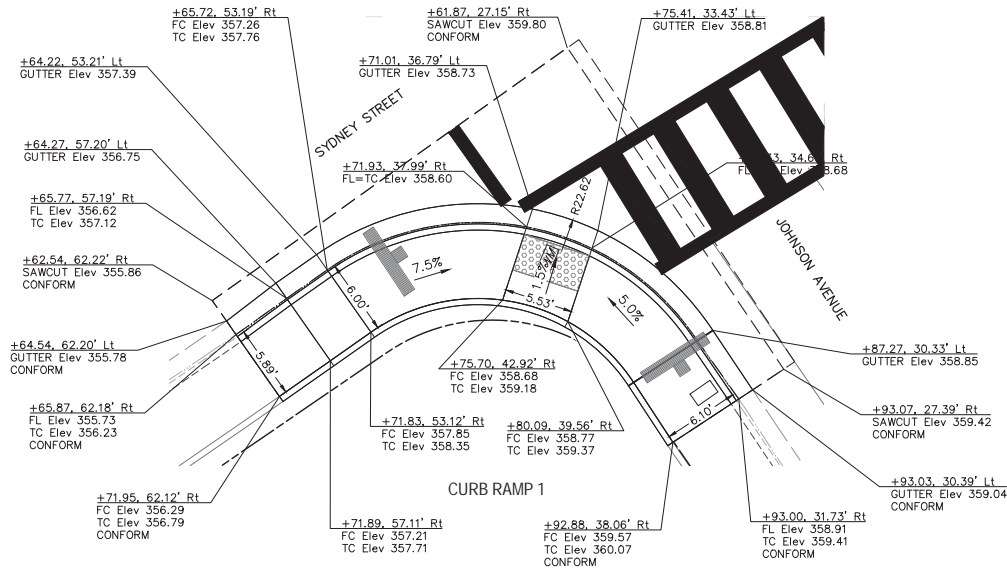 +65.72, 53.19' Rt
FC Elev 357.26
TC Elev 357.76
+61.87, 27.15' Rt
SAWCUT Elev 359.80
CONFORM
+75.41, 33.43' Lt
GUTTER Elev 358.81
+64.22, 53.21' Lt
GUTTER Elev 357.39
+71.01, 36.79' Lt
GUTTER Elev 358.73
SYDNEY STREET
+64.27, 57.20' Lt
GUTTER Elev 356.75
+71.93, 37.99' Rt
FL=TC Elev 358.60
34.6 Rt
FL
8.68
R22.62'
+65.77, 57.19' Rt
FL Elev 356.62
TC Elev 357.12
+62.54, 62.22' Rt
SAWCUT Elev 355.86
CONFORM
7.5%
1.5%
6.00'
5.53'
5.0%
JOHNSON AVENUE
+64.54, 62.20' Lt
GUTTER Elev 355.78
CONFORM
5.89'
+87.27, 30.33' Lt
GUTTER Elev 358.85
+75.70, 42.92' Rt
FC Elev 358.68
TC Elev 359.18
+65.87, 62.18' Rt
FL Elev 355.73
TC Elev 356.23
CONFORM
6.10'
+93.07, 27.39' Rt
SAWCUT Elev 359.42
CONFORM
+71.83, 53.12' Rt
FC Elev 357.85
TC Elev 358.35
+80.09, 39.56' Rt
FC Elev 358.77
TC Elev 359.37
CURB RAMP 1
+93.03, 30.39' Lt
GUTTER Elev 359.04
CONFORM
+71.95, 62.12' Rt
FC Elev 356.29
TC Elev 356.79
CONFORM
+71.89, 57.11' Rt
FC Elev 357.21
TC Elev 357.71
+92.88, 38.06' Rt
FC Elev 359.57
TC Elev 360.07
CONFORM
+93.00, 31.73' Rt
FL Elev 358.91
TC Elev 359.41
CONFORM